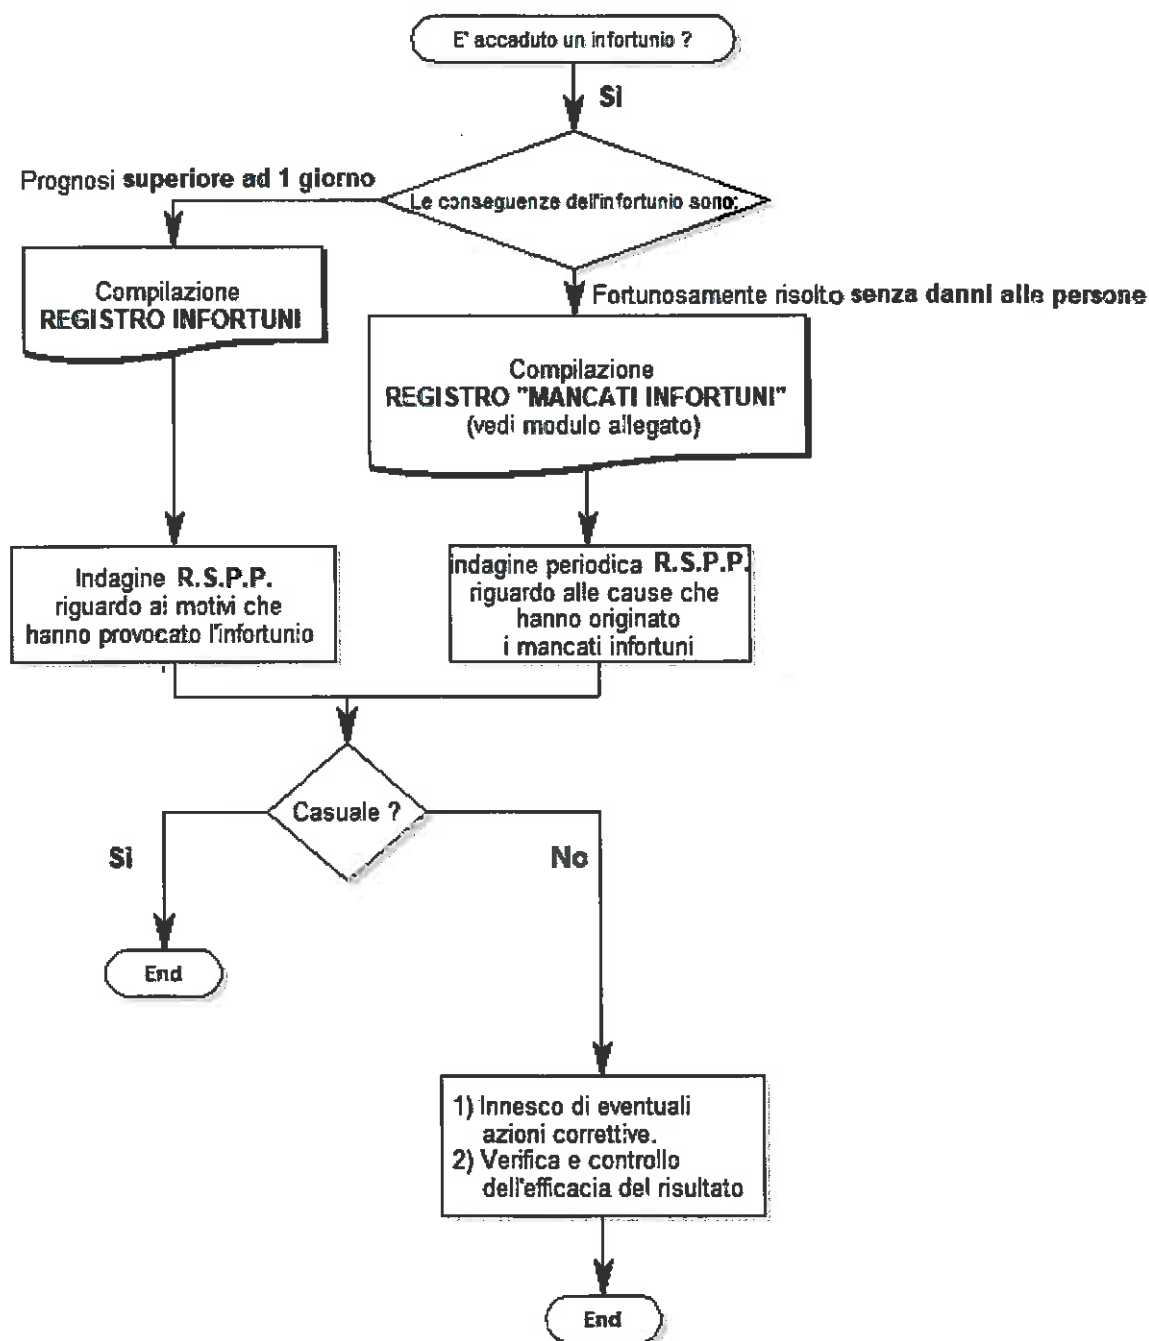 E' accaduto un infortunio ?
Sì
Prognosi superiore ad 1 giorno
Le conseguenze dell'infortunio sono:
Compilazione
REGISTRO INFORTUNI
Fortunosamente risolto senza danni alle persone
Compilazione
REGISTRO "MANCATI INFORTUNI"
(vedi modulo allegato)
Indagine R.S.P.P.
riguardo ai motivi che
hanno provocato l'infortunio
indagine periodica R.S.P.P.
riguardo alle cause che
hanno originato
i mancati infortuni
Casuale ?
Sì
No
End
1) Innesco di eventuali
azioni correttive.
2) Verifica e controllo
dell'efficacia del risultato
End